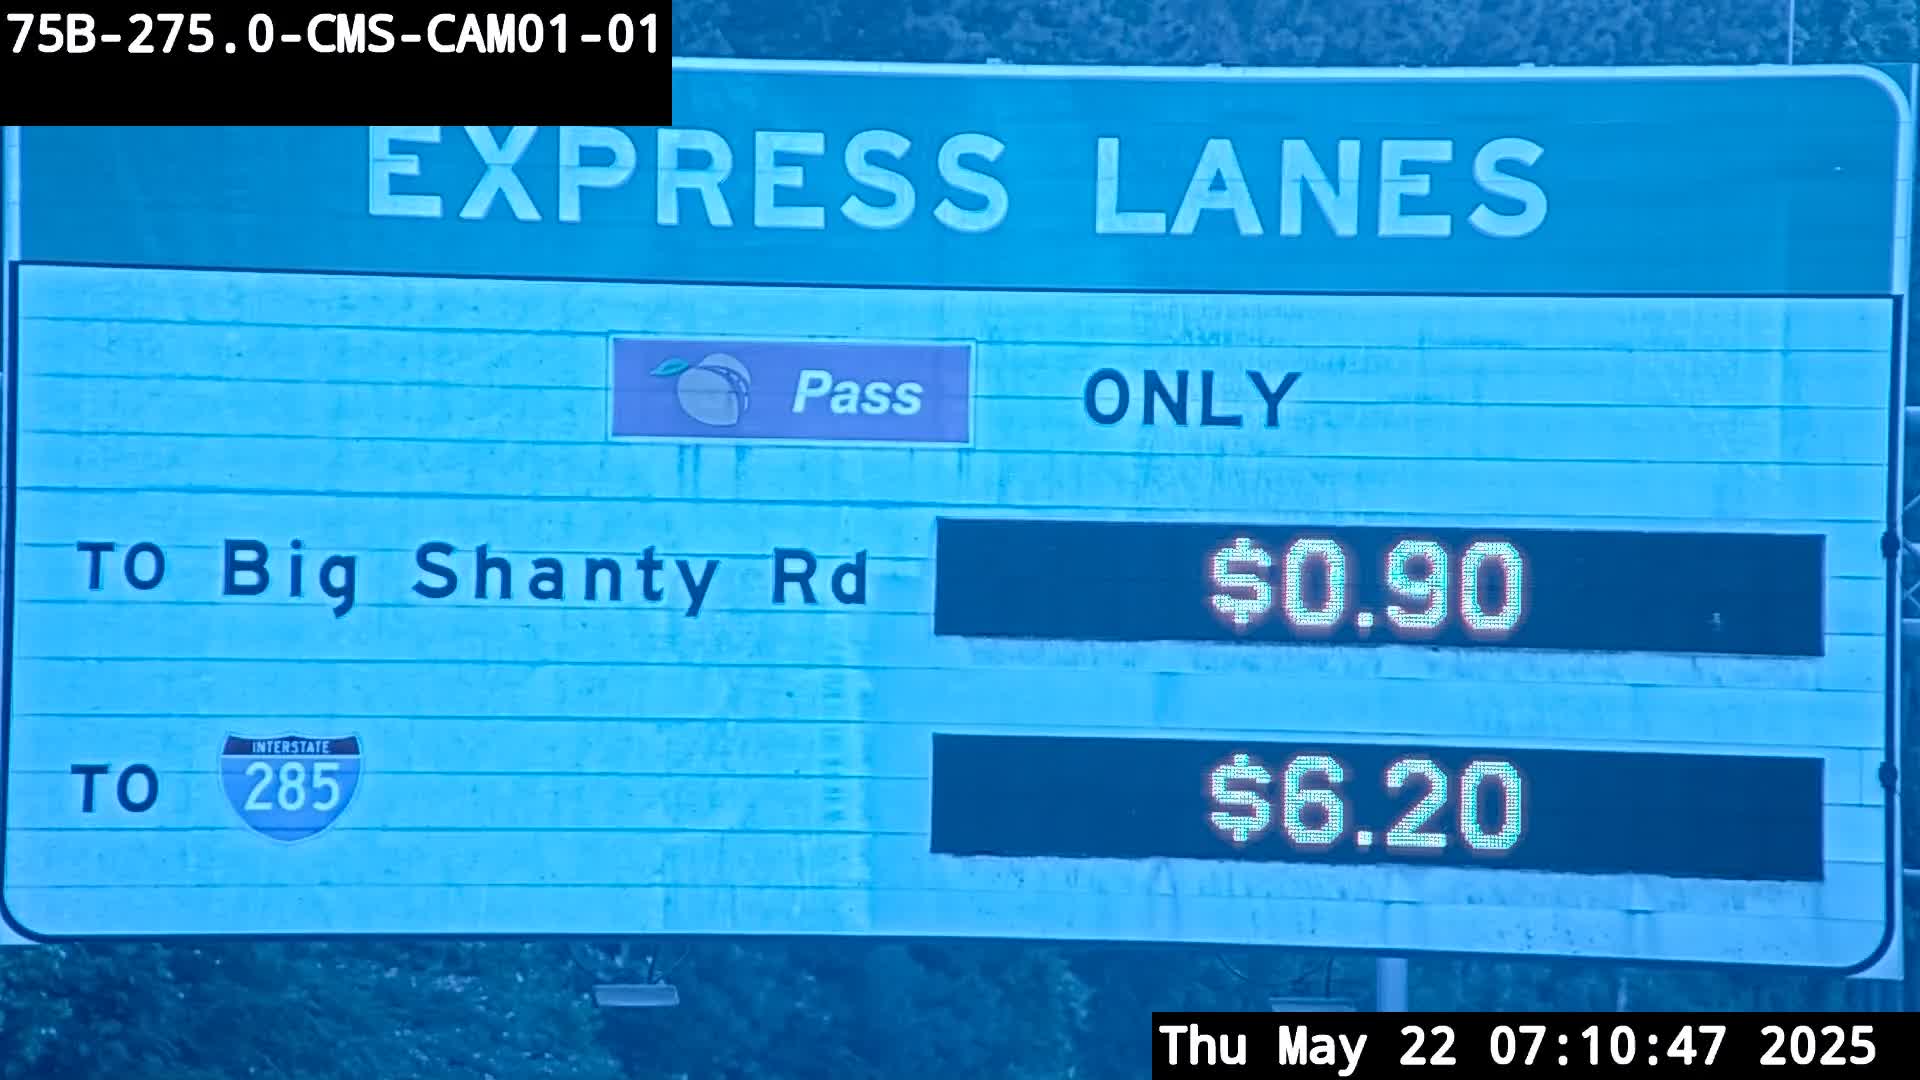 75B-275.0-CMS-CAM01-01
EXPRESS LANES
Pass ONLY
TO Big Shanty Rd $0.90
TO INTERSTATE 285 $6.20
Thu May 22 07:10:47 2025